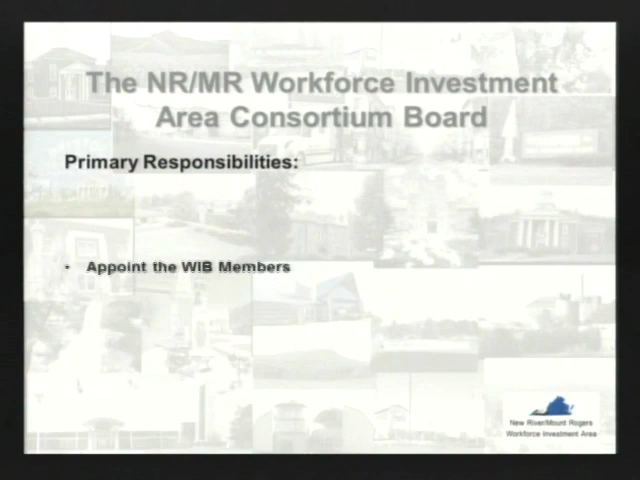 The NR/MR Workforce Investment
Area Consortium Board
Primary Responsibilities:
• Appoint the WIB Members
New River/Mount Rogers
Workforce Investment Area